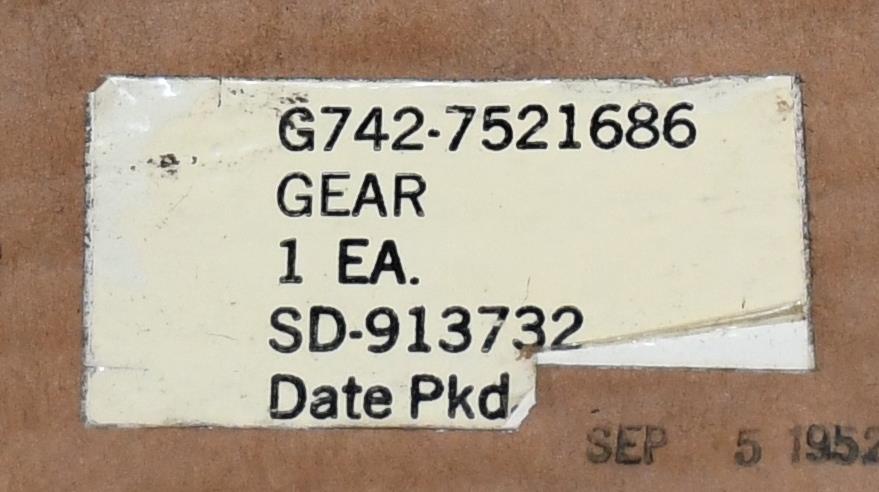 G742-7521686
GEAR
1 EA.
SD-913732
Date Pkd
SEP 5 1952